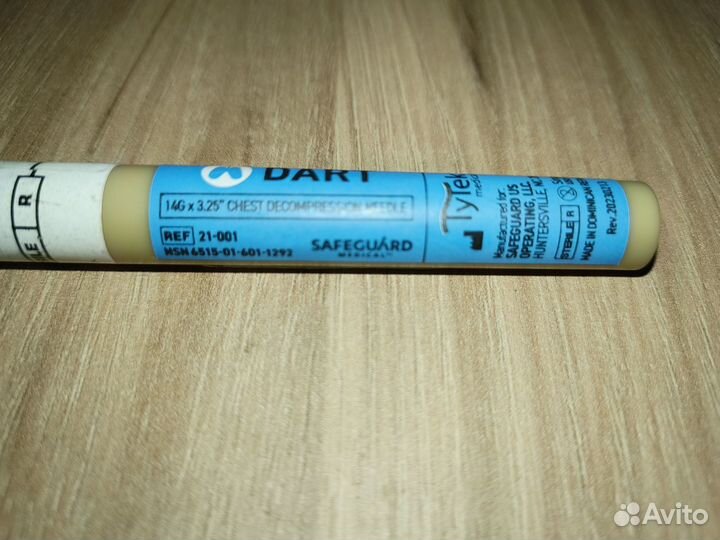 DART
14G x 3.25" CHEST DECOMPRESSION NEEDLE
REF 21-001
NSN 6515-01-601-1292
SAFEGUARD
MEDICAL
TyTek
Manufactured for:
SAFEGUARD US
OPERATING, LLC
HUNTERSVILLE, NC
STERILE R
MADE IN DOMINICAN
R
Avito